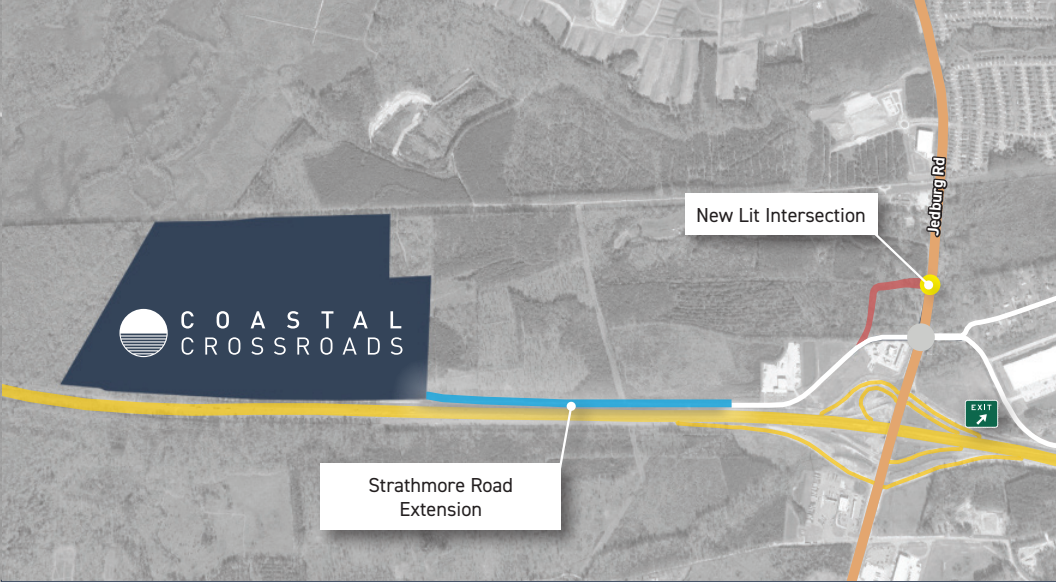 Jedburg Rd
New Lit Intersection
COASTAL
CROSSROADS
EXIT
Strathmore Road
Extension